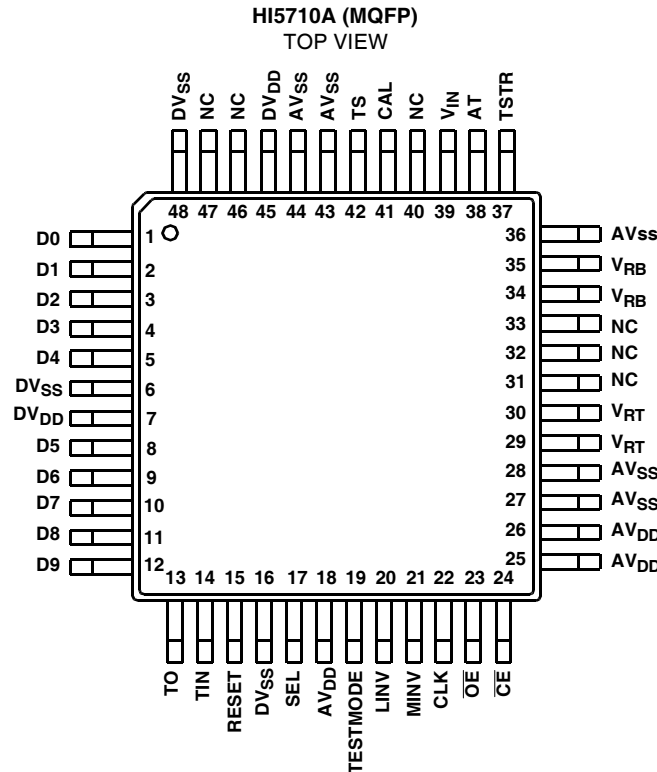 HI5710A (MQFP)
TOP VIEW
DVSS NC NC DVDD AVSS AVSS TS CAL NC VIN AT TSTR
48 47 46 45 44 43 42 41 40 39 38 37
D0 1
D1 2
D2 3
D3 4
D4 5
DVSS 6
DVDD 7
D5 8
D6 9
D7 10
D8 11
D9 12
36 AVss
35 VRB
34 VRB
33 NC
32 NC
31 NC
30 VRT
29 VRT
28 AVSS
27 AVSS
26 AVDD
25 AVDD
13 14 15 16 17 18 19 20 21 22 23 24
TO TIN RESET DVSS SEL AVDD TESTMODE LINV MINV CLK OE CE